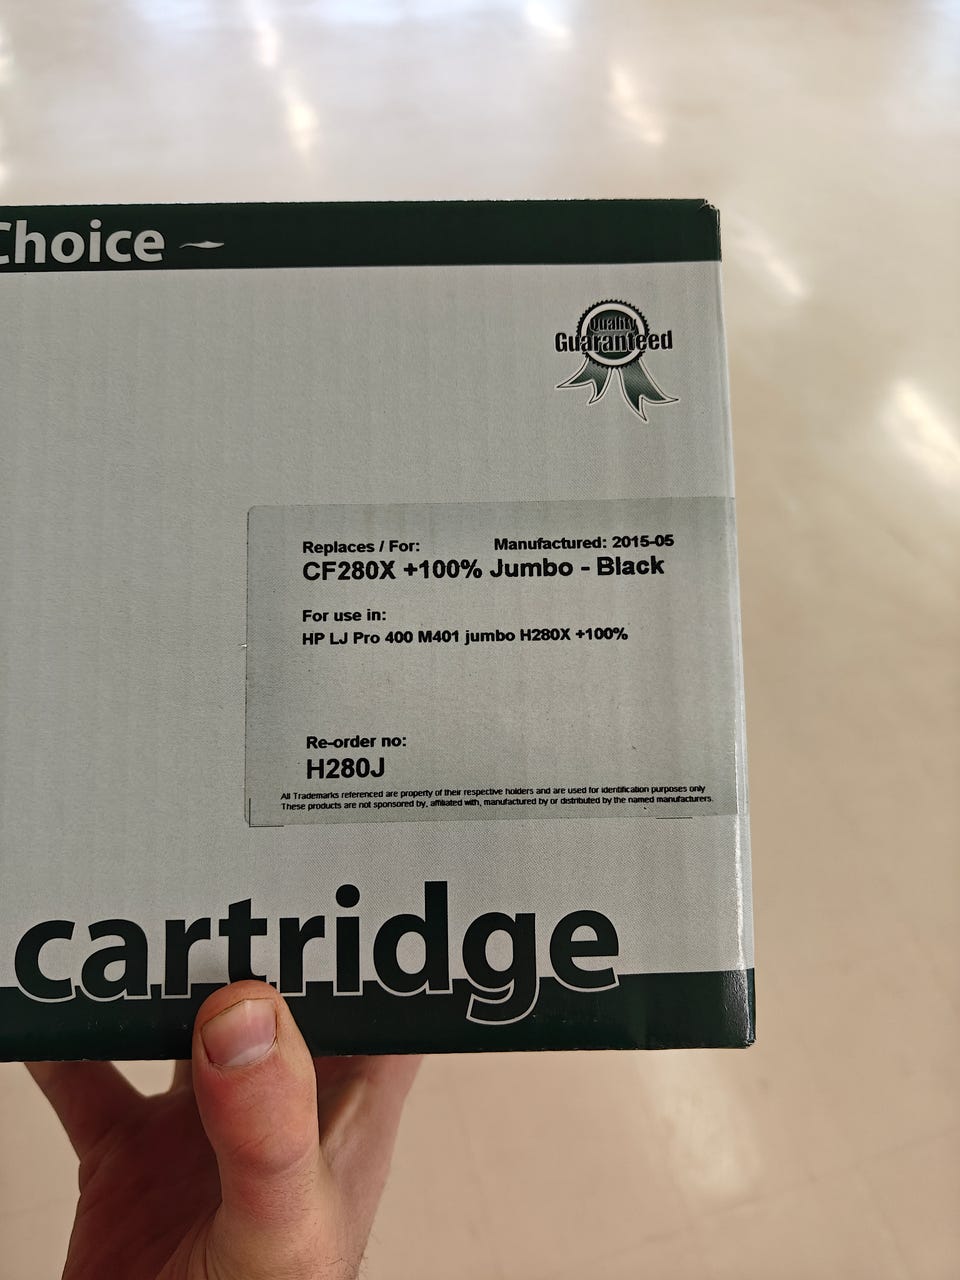 Choice
Quality
Guaranteed
Replaces / For: Manufactured: 2015-05
CF280X +100% Jumbo - Black
For use in:
HP LJ Pro 400 M401 jumbo H280X +100%
Re-order no:
H280J
All Trademarks referenced are property of their respective holders and are used for identification purposes only
These products are not sponsored by, affiliated with, manufactured by or distributed by the named manufacturers.
cartridge